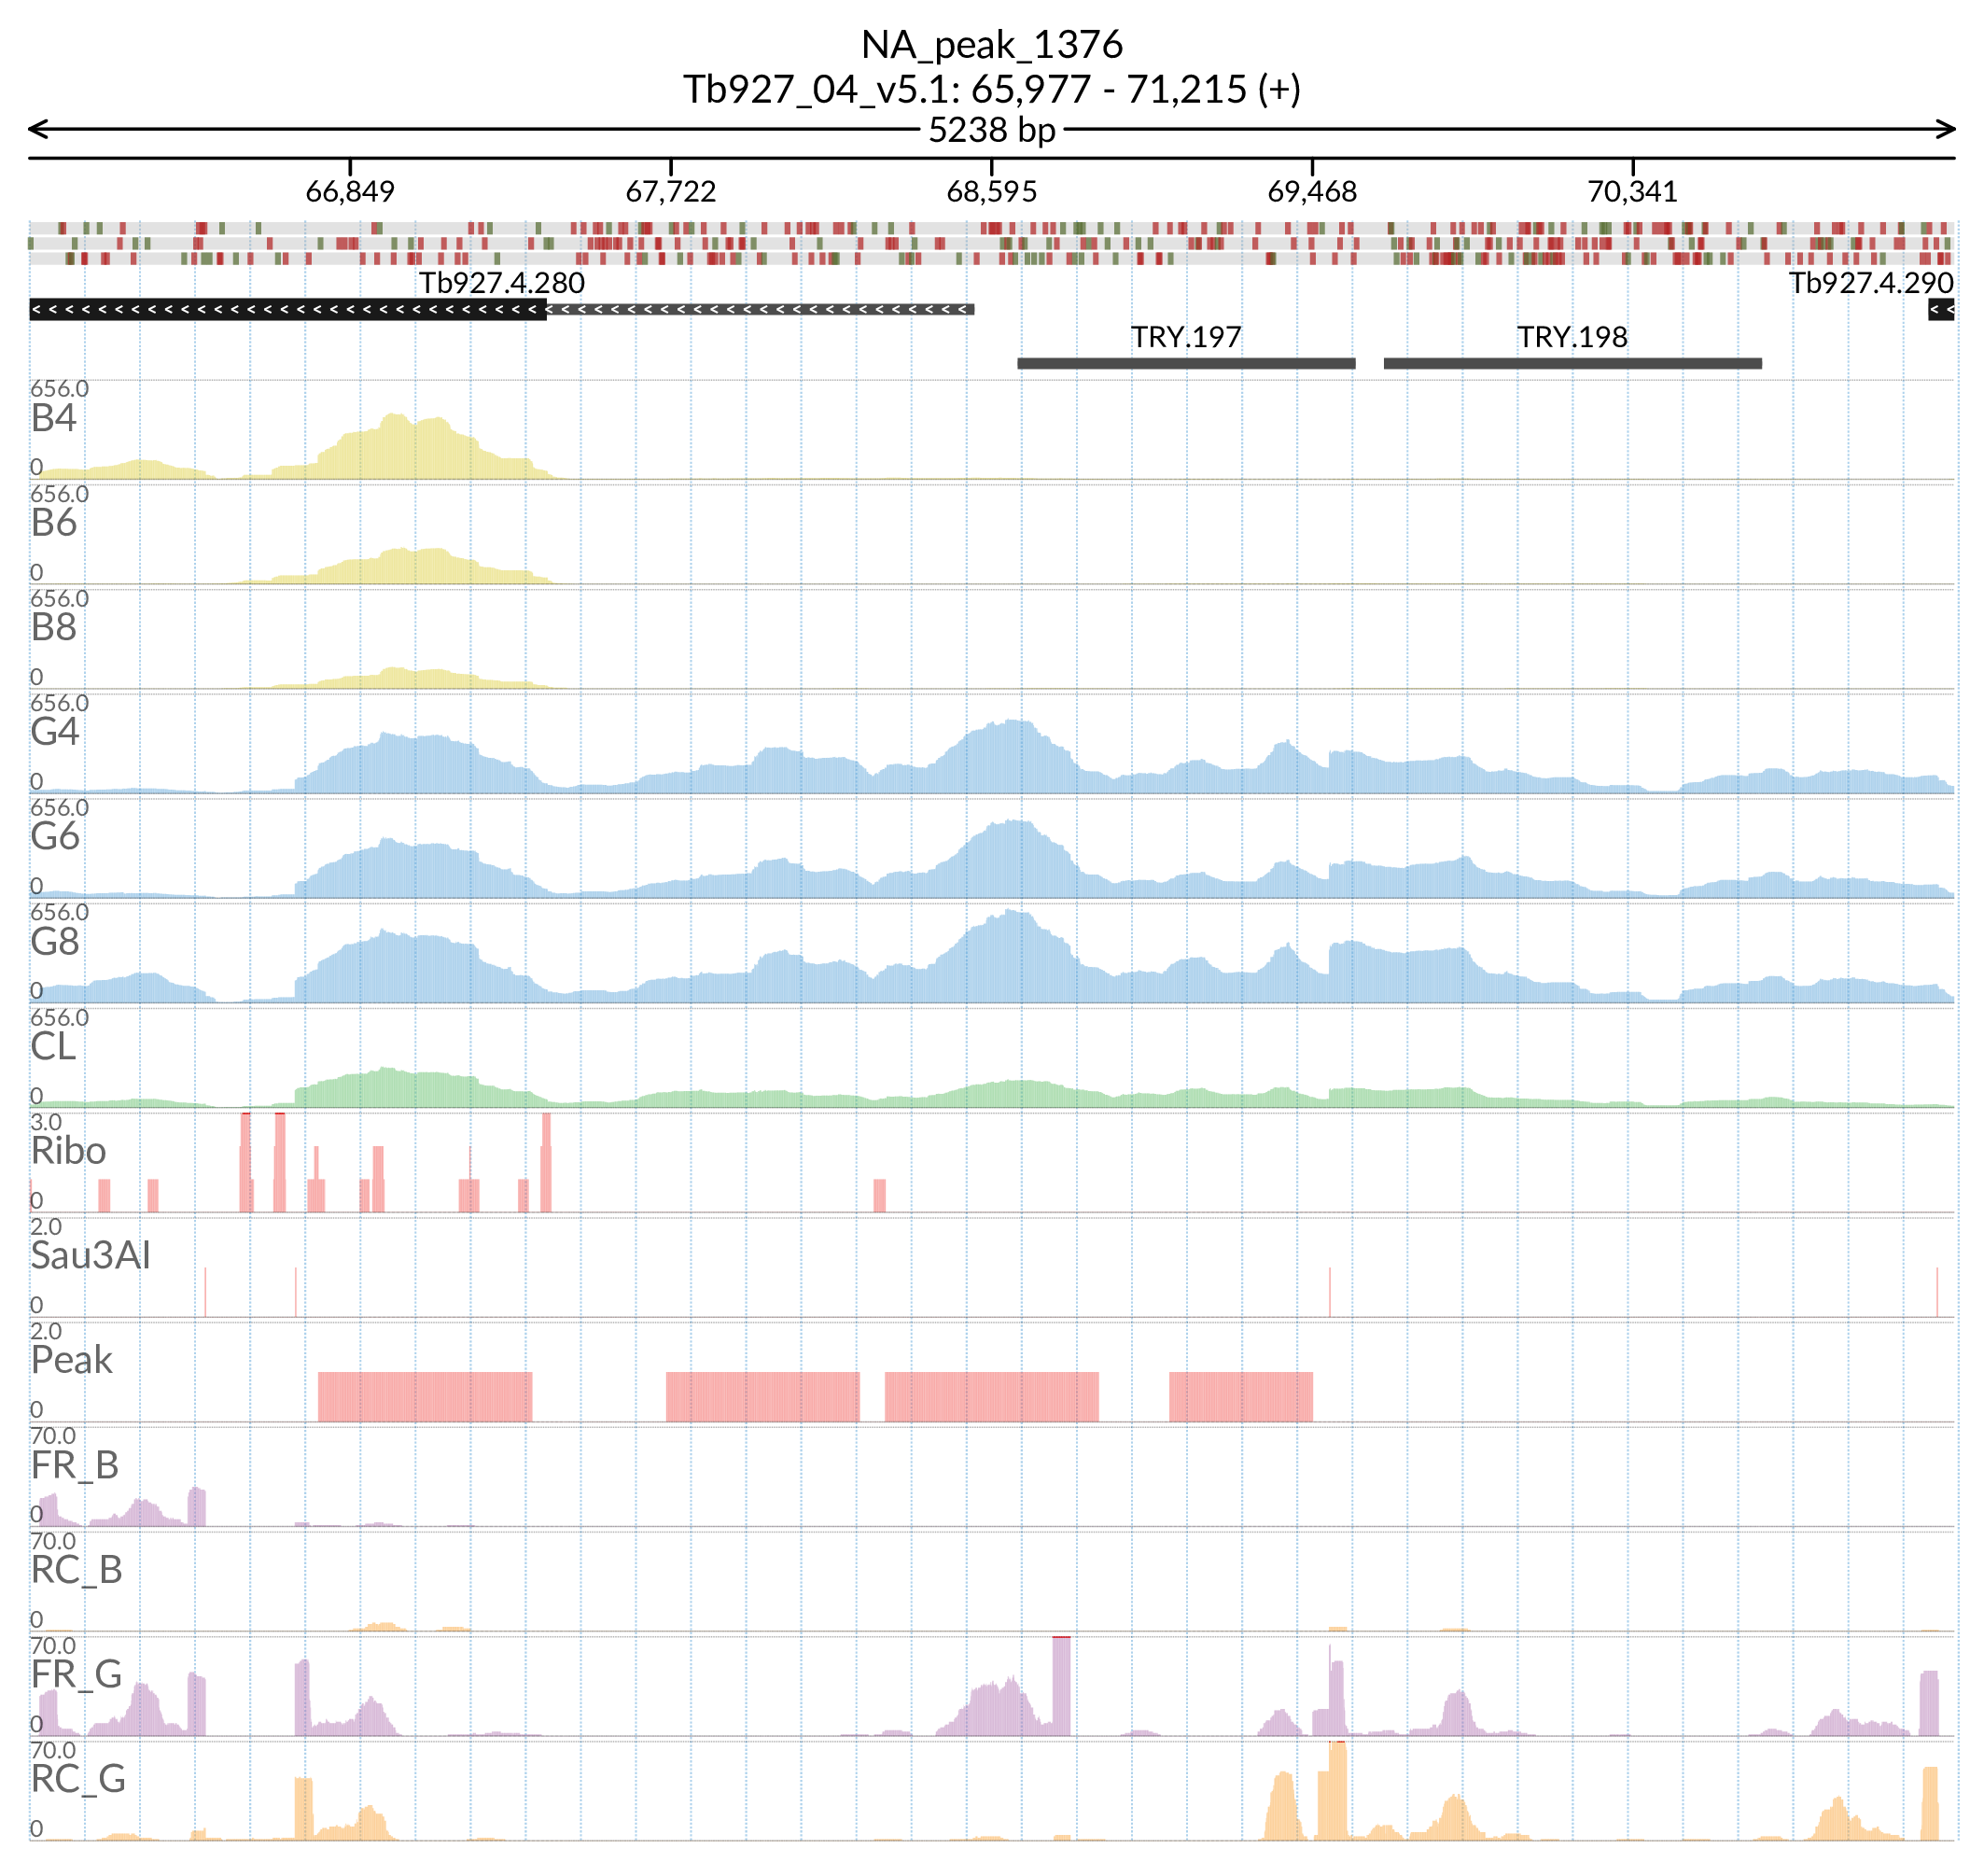 NA_peak_1376
Tb927_04_v5.1: 65,977 - 71,215 (+)
5238 bp
66,849 67,722 68,595 69,468 70,341
Tb927.4.280 Tb927.4.290
TRY.197 TRY.198
656.0
B4
0
656.0
B6
0
656.0
B8
0
656.0
G4
0
656.0
G6
0
656.0
G8
0
656.0
CL
0
3.0
Ribo
0
2.0
Sau3AI
0
2.0
Peak
0
70.0
FR_B
0
70.0
RC_B
0
70.0
FR_G
0
70.0
RC_G
0